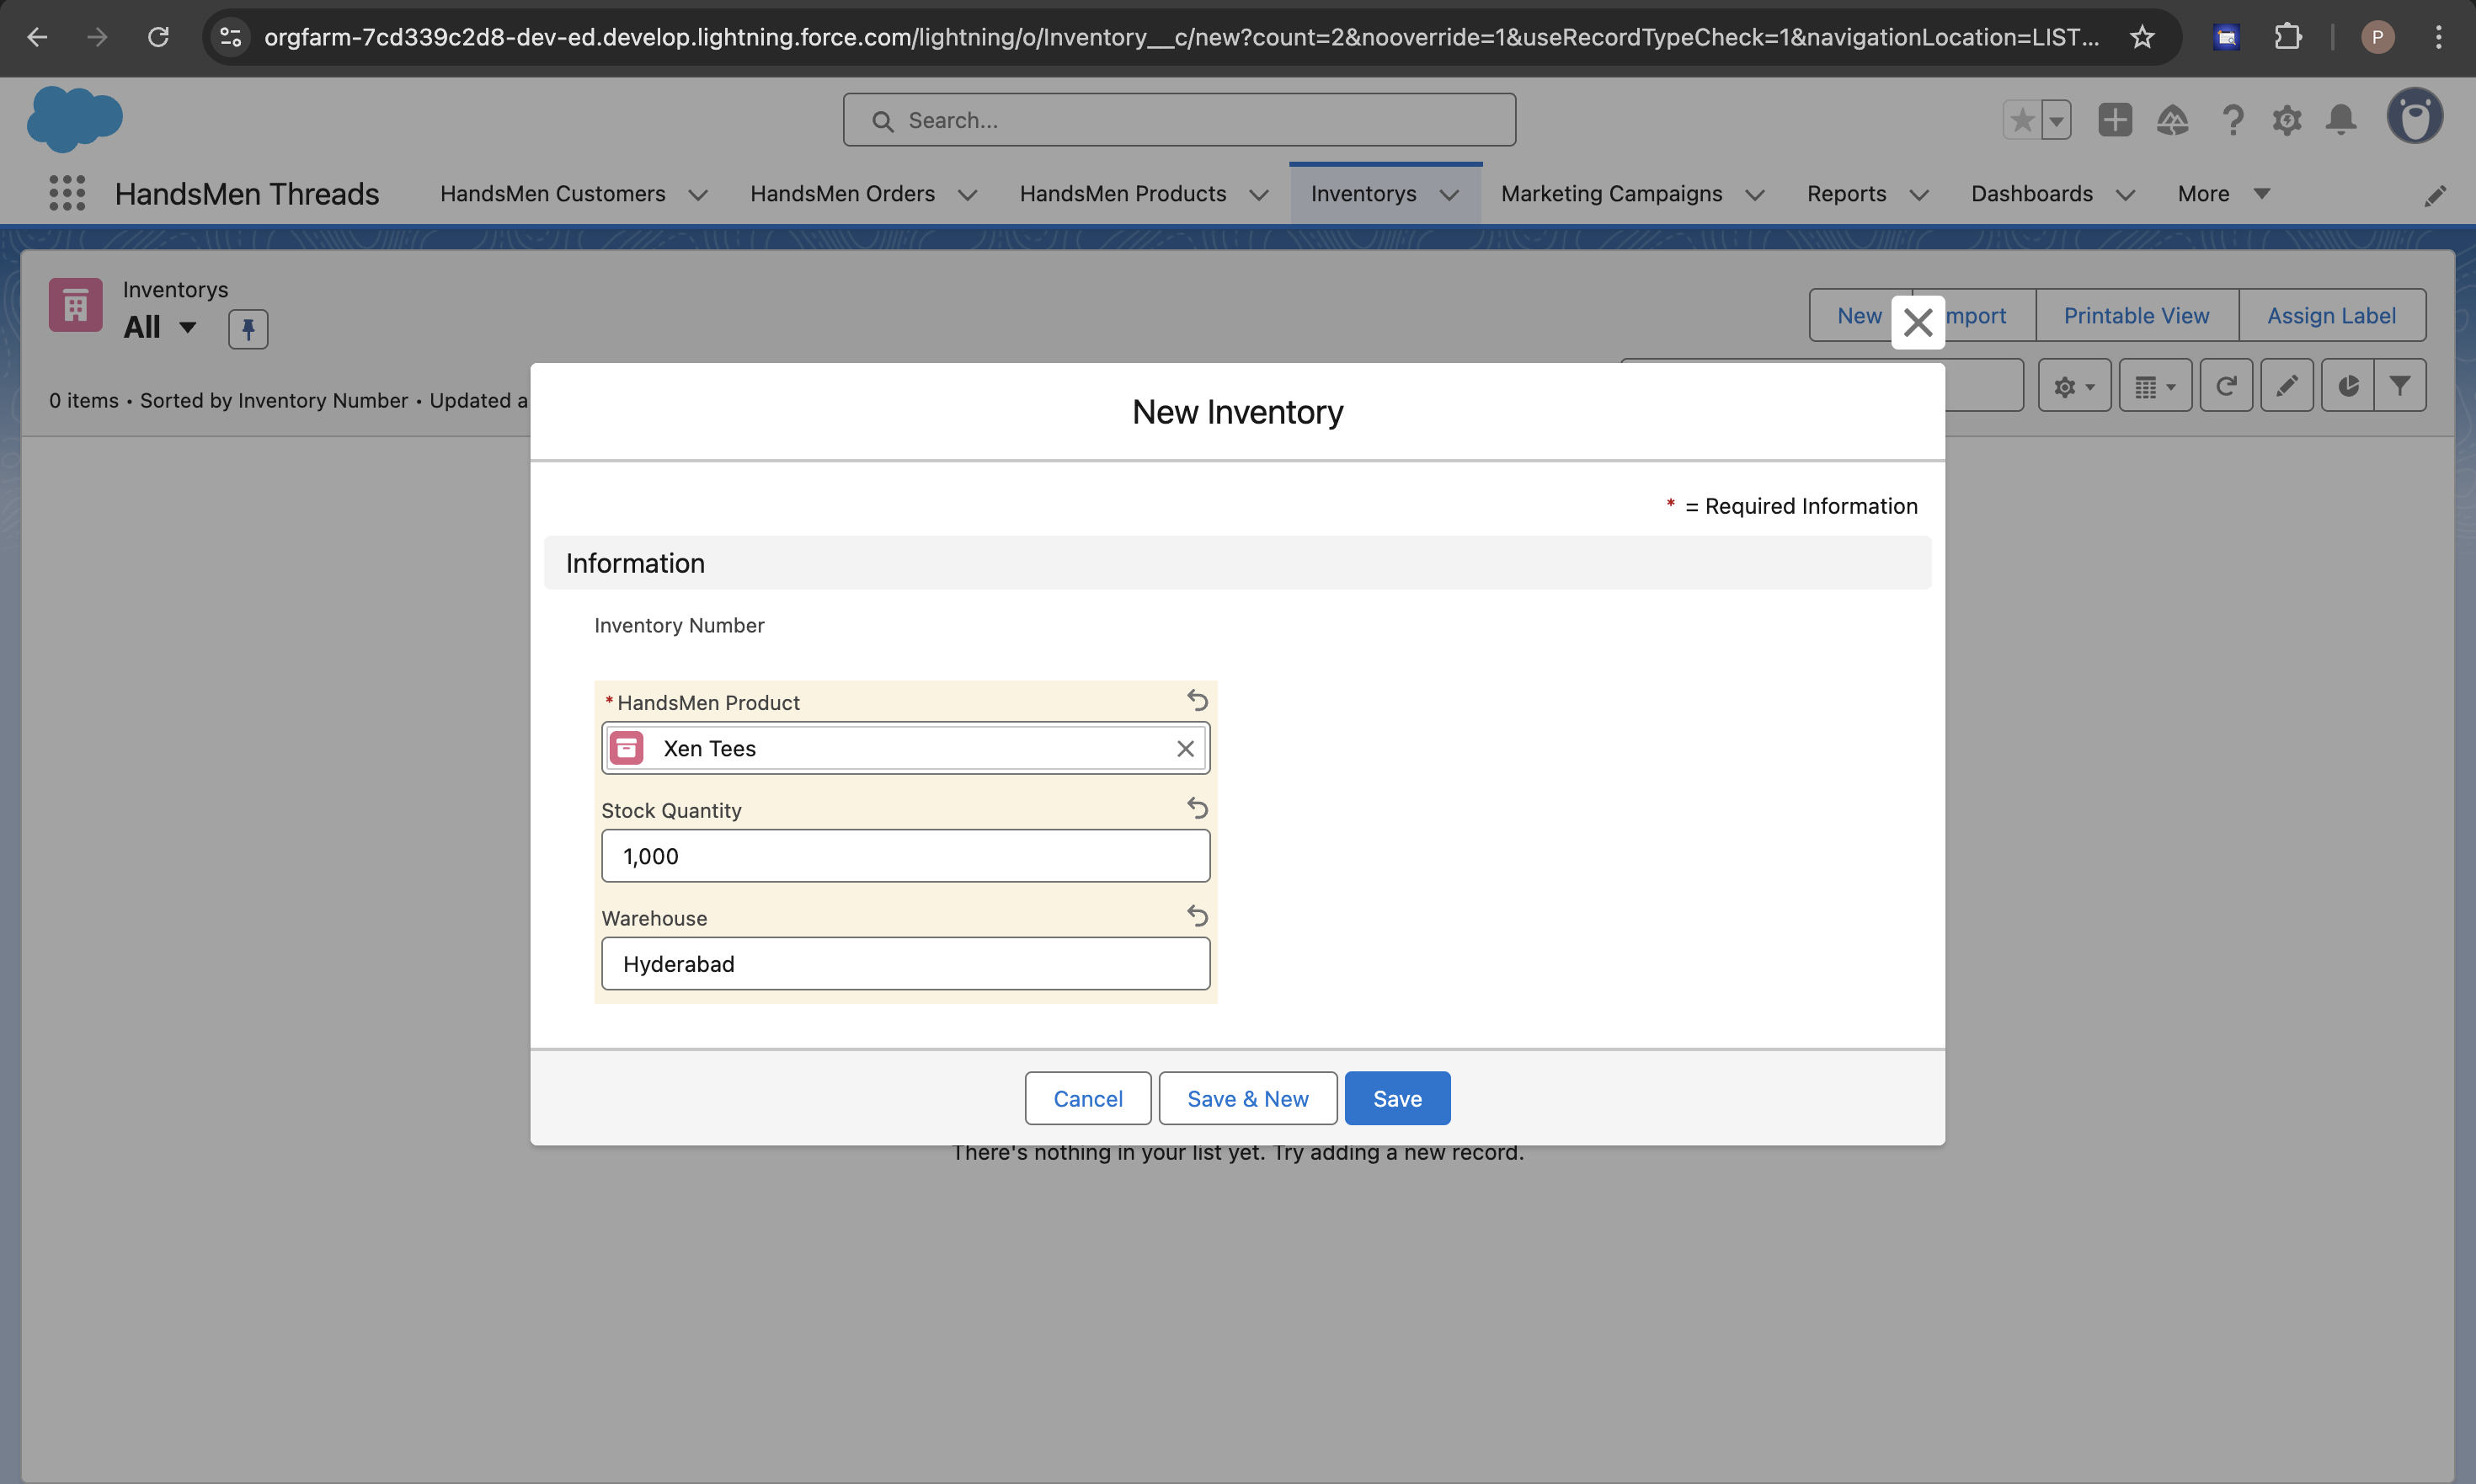 orgfarm-7cd339c2d8-dev-ed.develop.lightning.force.com/lightning/o/Inventory__c/new?count=2&nooverride=1&useRecordTypeCheck=1&navigationLocation=LIST...
P
Search...
HandsMen Threads
HandsMen Customers
HandsMen Orders
HandsMen Products
Inventorys
Marketing Campaigns
Reports
Dashboards
More
Inventorys
All
New
mport
Printable View
Assign Label
0 items • Sorted by Inventory Number • Updated a
New Inventory
* = Required Information
Information
Inventory Number
* HandsMen Product
Xen Tees
Stock Quantity
1,000
Warehouse
Hyderabad
Cancel
Save & New
Save
There's nothing in your list yet. Try adding a new record.